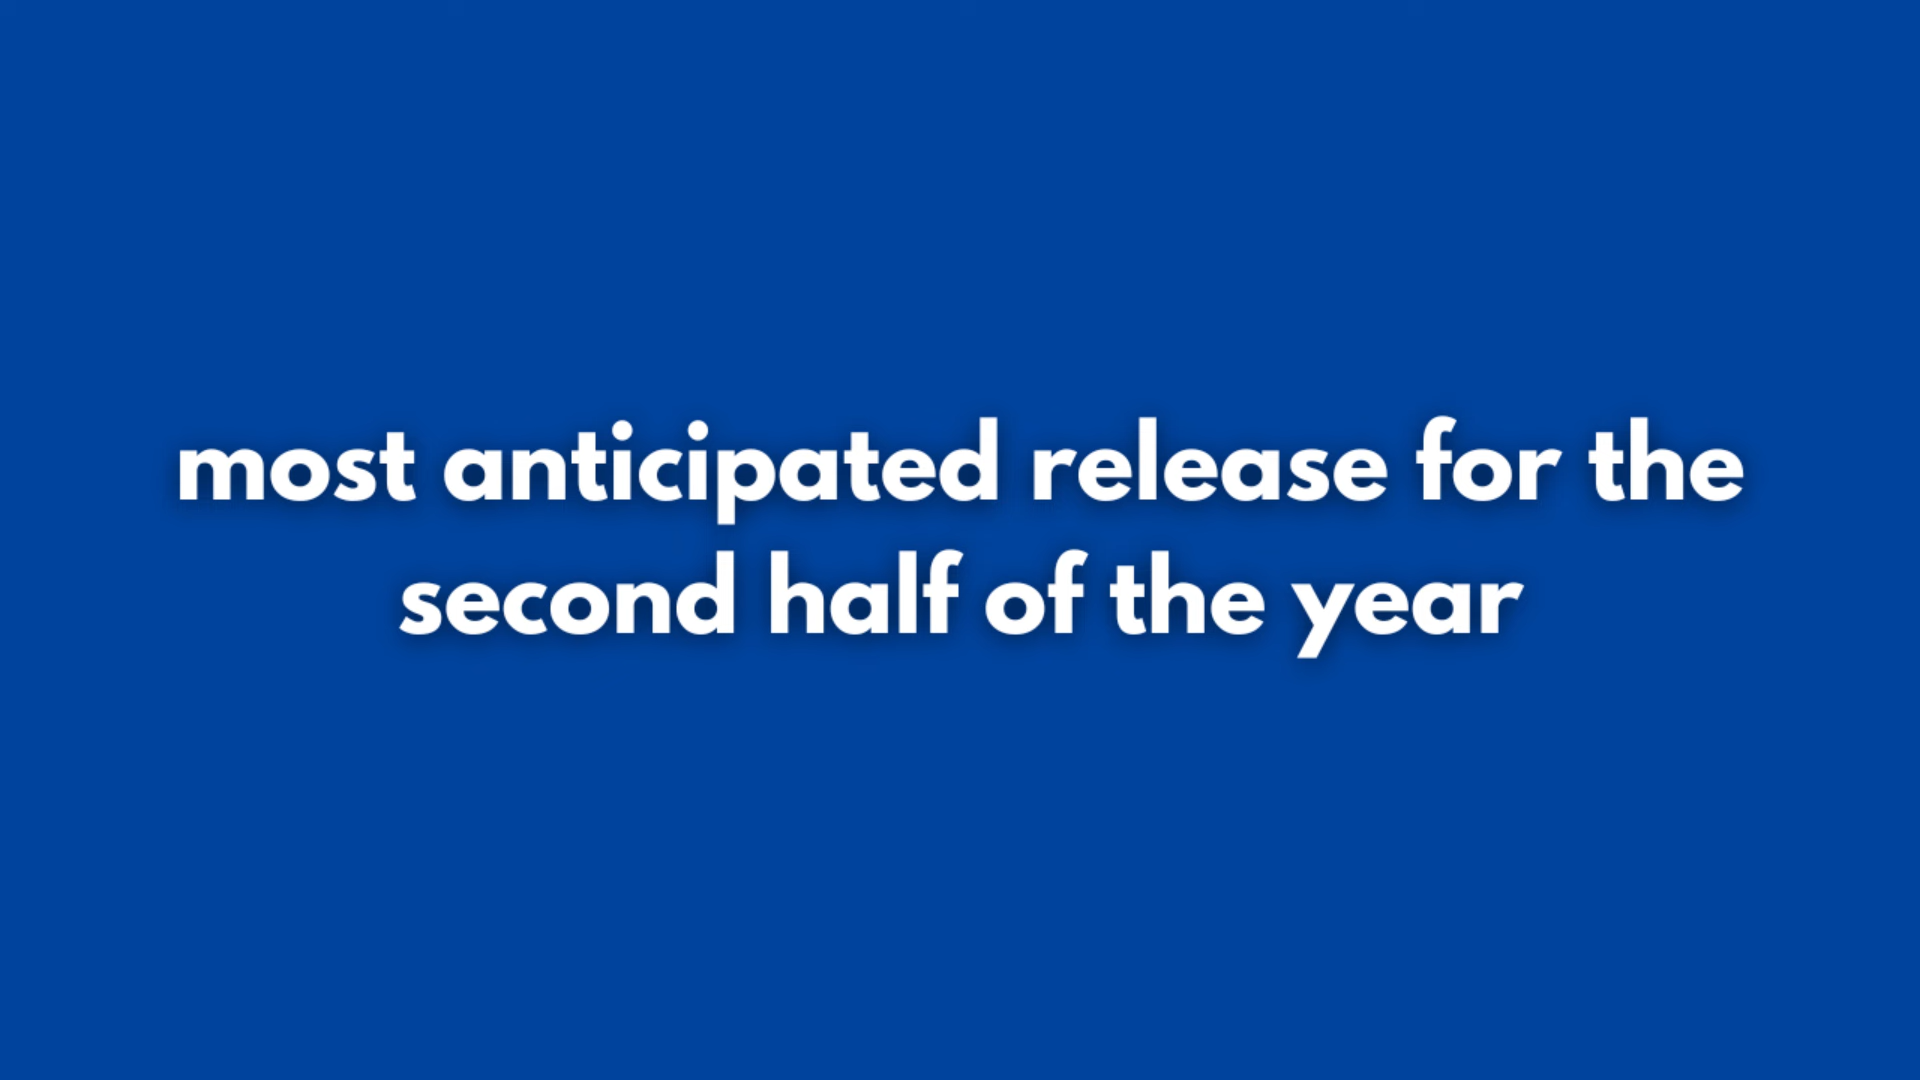 most anticipated release for the
second half of the year